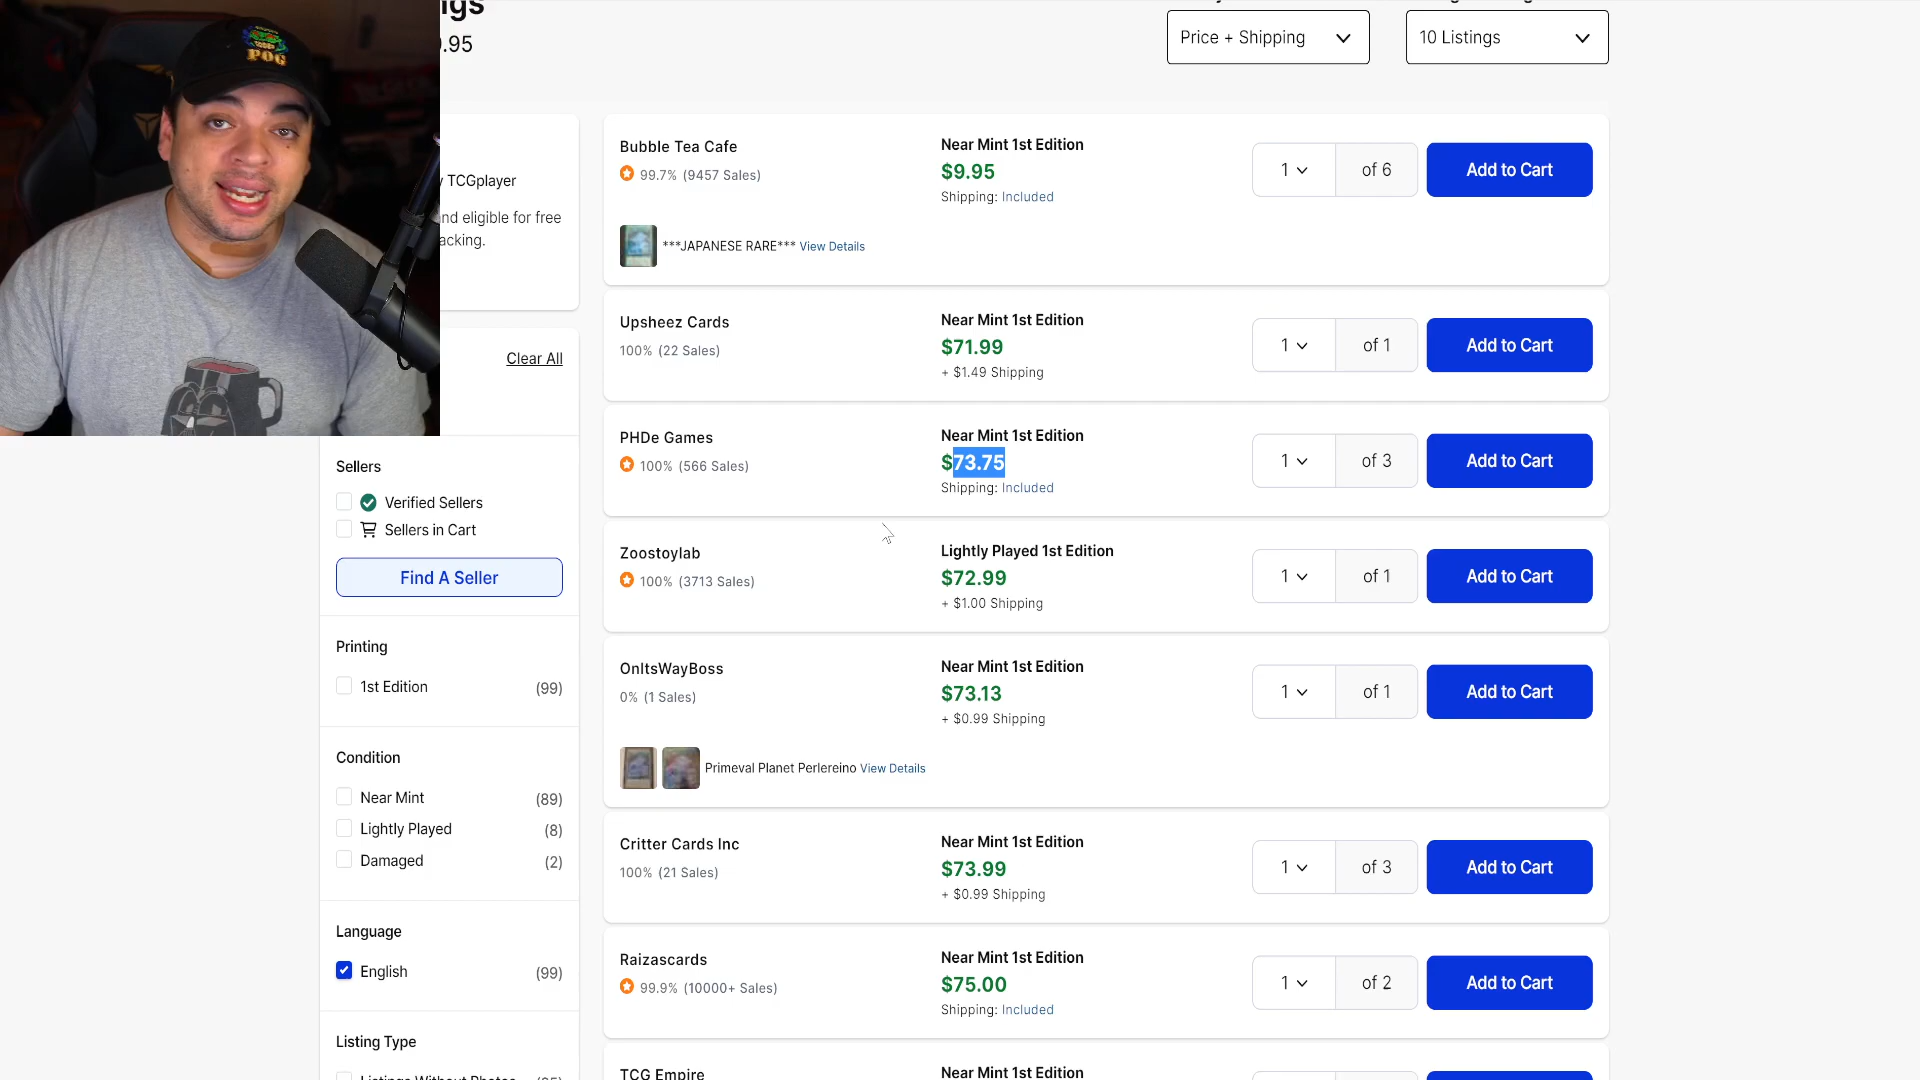 .95
Price + Shipping
10 Listings
POG
TCGplayer
and eligible for free
Clear All
Sellers
Verified Sellers
Sellers in Cart
Find A Seller
Printing
1st Edition (99)
Condition
Near Mint (89)
Lightly Played (8)
Damaged (2)
Language
English (99)
Listing Type
Bubble Tea Cafe
99.7% (9457 Sales)
Near Mint 1st Edition
$9.95
Shipping: Included
1 of 6
Add to Cart
***JAPANESE RARE*** View Details
Upsheez Cards
100% (22 Sales)
Near Mint 1st Edition
$71.99
+ $1.49 Shipping
1 of 1
Add to Cart
PHDe Games
100% (566 Sales)
Near Mint 1st Edition
$73.75
Shipping: Included
1 of 3
Add to Cart
Zoostoylab
100% (3713 Sales)
Lightly Played 1st Edition
$72.99
+ $1.00 Shipping
1 of 1
Add to Cart
OnItsWayBoss
0% (1 Sales)
Near Mint 1st Edition
$73.13
+ $0.99 Shipping
1 of 1
Add to Cart
Primeval Planet Perlereino View Details
Critter Cards Inc
100% (21 Sales)
Near Mint 1st Edition
$73.99
+ $0.99 Shipping
1 of 3
Add to Cart
Raizascards
99.9% (10000+ Sales)
Near Mint 1st Edition
$75.00
Shipping: Included
1 of 2
Add to Cart
TCG Empire
Near Mint 1st Edition